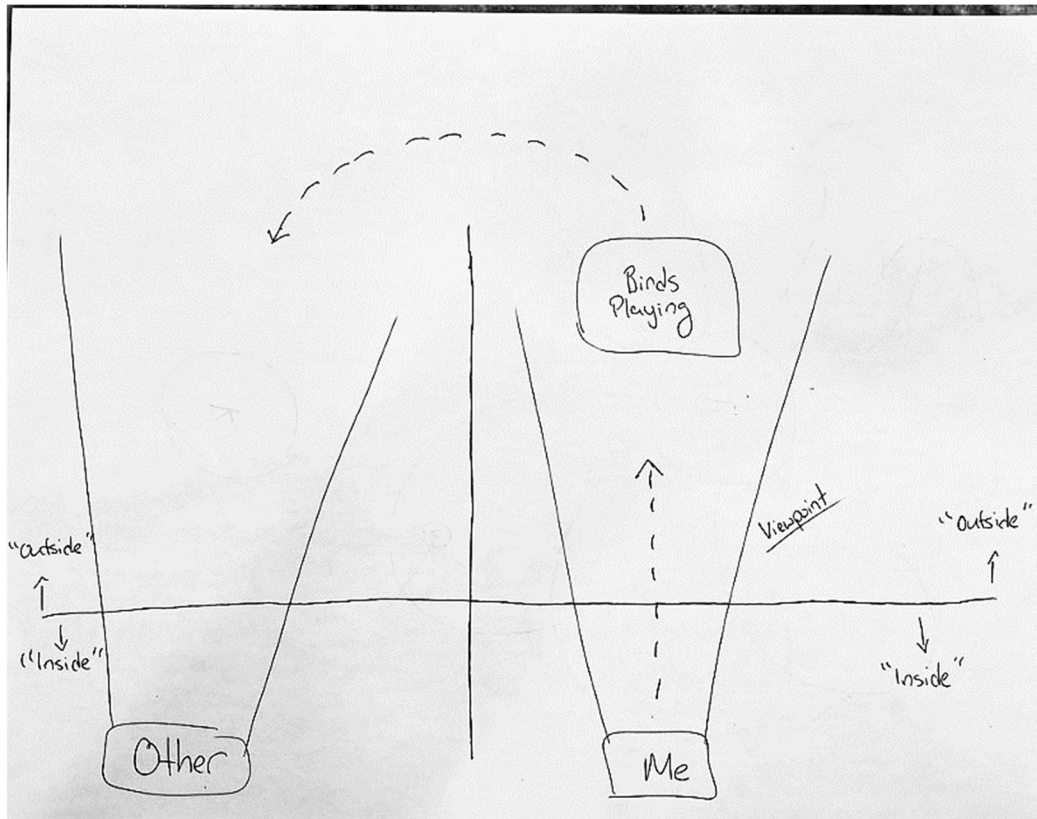 Birds
Playing
Viewpoint
"Outside"
"Outside"
("Inside"
"Inside"
Other
Me